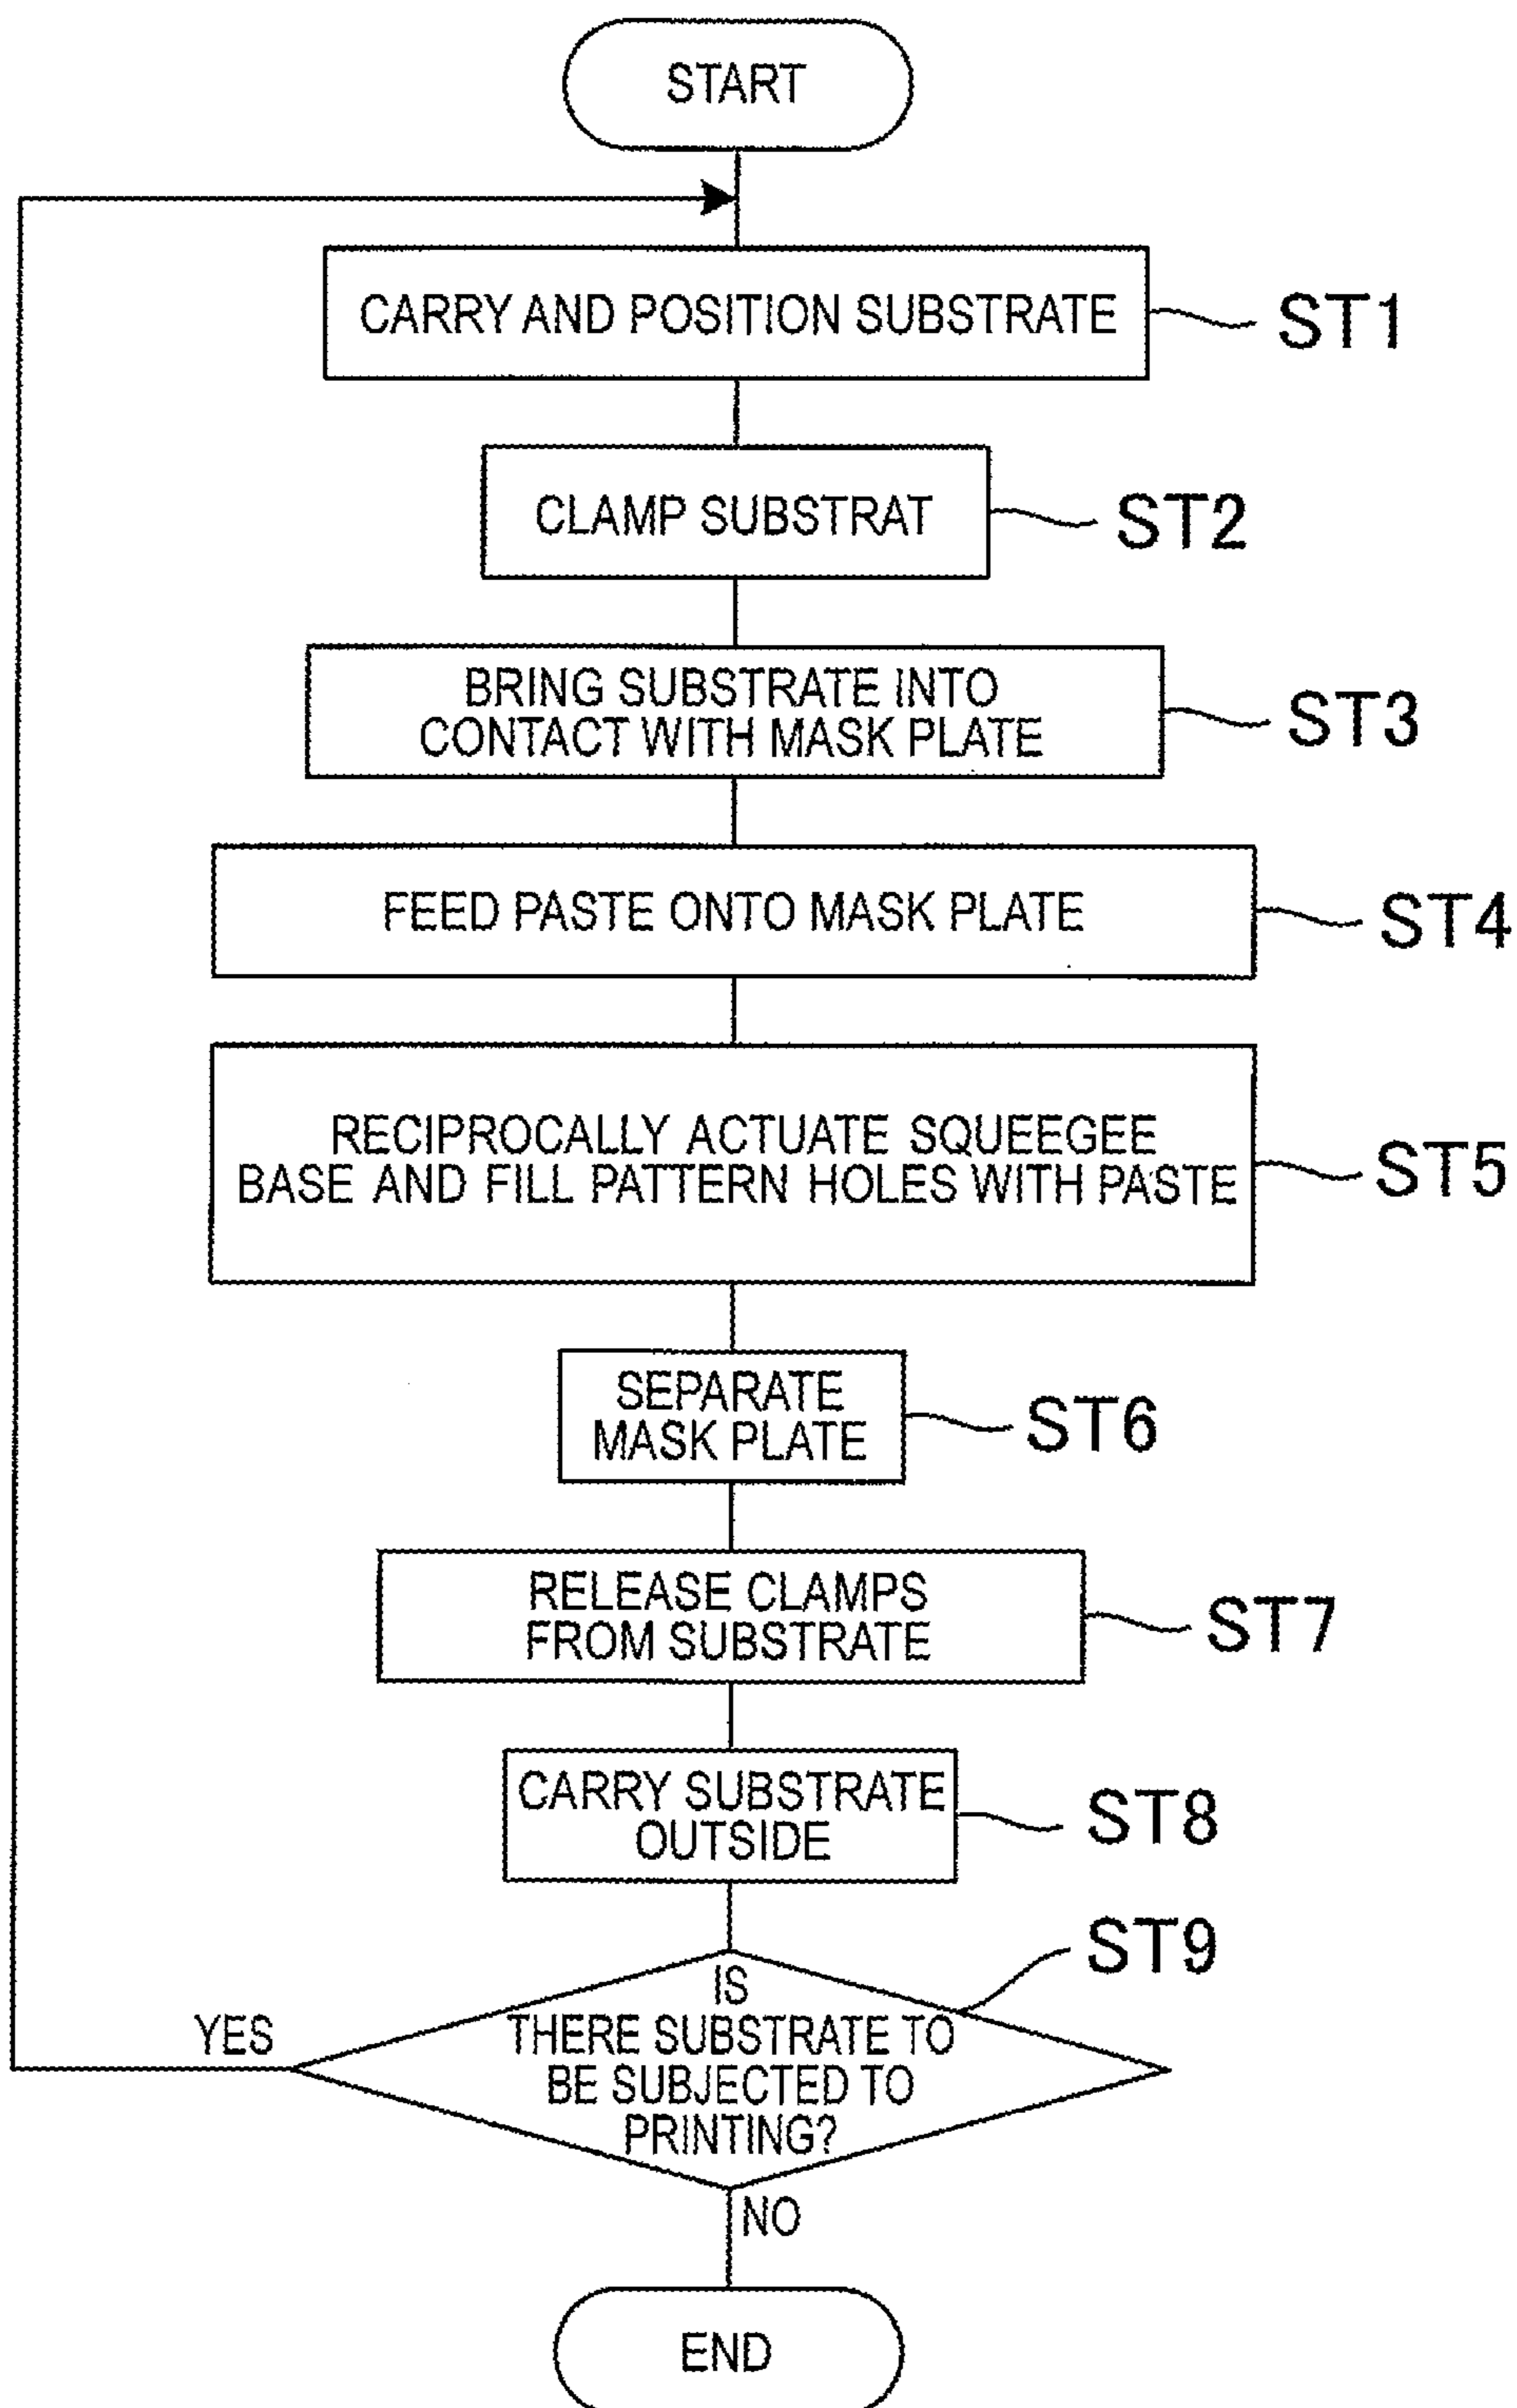 START
CARRY AND POSITION SUBSTRATE
ST1
CLAMP SUBSTRAT
ST2
BRING SUBSTRATE INTO
CONTACT WITH MASK PLATE
ST3
FEED PASTE ONTO MASK PLATE
ST4
RECIPROCALLY ACTUATE SQUEEGEE
BASE AND FILL PATTERN HOLES WITH PASTE
ST5
SEPARATE
MASK PLATE
ST6
RELEASE CLAMPS
FROM SUBSTRATE
ST7
CARRY SUBSTRATE
OUTSIDE
ST8
ST9
IS
THERE SUBSTRATE TO
BE SUBJECTED TO
PRINTING?
YES
NO
END